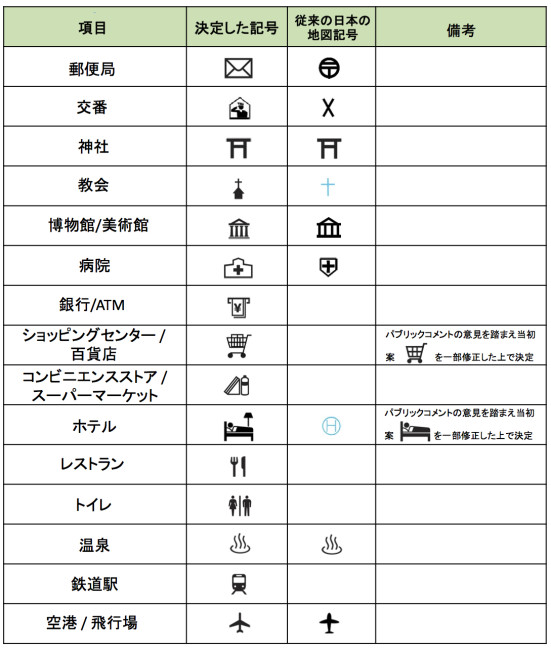 項目 決定した記号 従来の日本の 備考
地図記号
郵便局
交番
神社
教会
博物館/美術館
病院
銀行/ATM
¥
ショッピングセンター /
百貨店
パブリックコメントの意見を踏まえ当初
案 を一部修正した上で決定
コンビニエンスストア /
スーパーマーケット
ホテル
H
パブリックコメントの意見を踏まえ当初
案 を一部修正した上で決定
レストラン
トイレ
温泉
鉄道駅
空港 / 飛行場